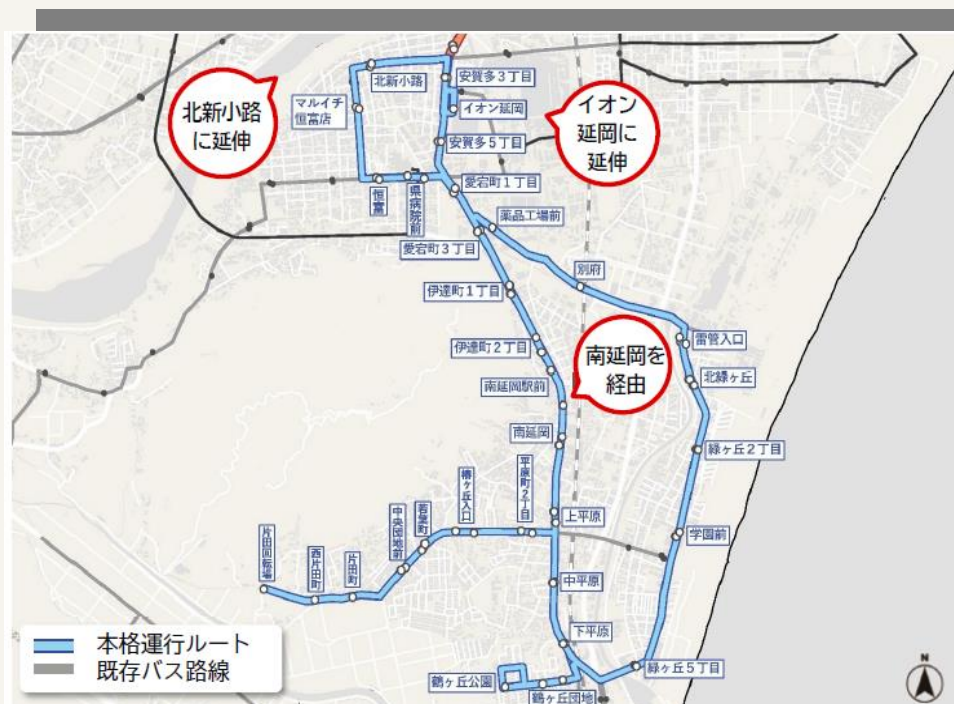 北新小路
に延伸
北新小路
マルイチ
恒富店
安賀多3丁目
イオン延岡
安賀多5丁目
イオン
延岡に
延伸
恒富
県病院前
愛宕町1丁目
薬品工場前
愛宕町3丁目
別府
伊達町1丁目
伊達町2丁目
雷管入口
南延岡を
経由
南延岡駅前
北緑ヶ丘
南延岡
緑ヶ丘2丁目
平原町2丁目
椿ヶ丘入口
若葉町
中央団地前
上平原
学園前
片田回転場
西片田町
片田町
中平原
下平原
緑ヶ丘5丁目
鶴ヶ丘公園
鶴ヶ丘団地
本格運行ルート
既存バス路線
N